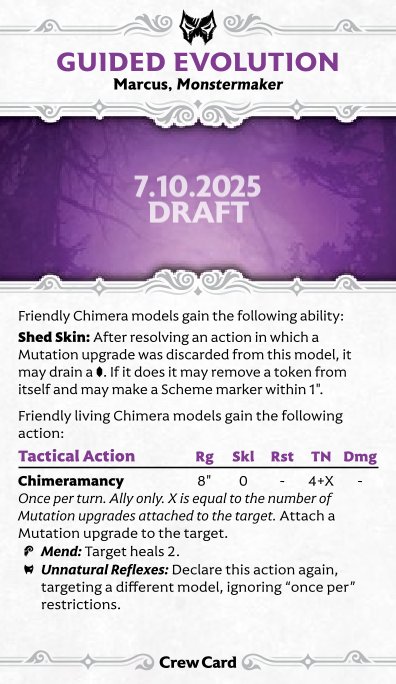 GUIDED EVOLUTION
Marcus, Monstermaker
7.10.2025
DRAFT
Friendly Chimera models gain the following ability:
Shed Skin: After resolving an action in which a
Mutation upgrade was discarded from this model, it
may drain a . If it does it may remove a token from
itself and may make a Scheme marker within 1".
Friendly living Chimera models gain the following
action:
Tactical Action Rg Skl Rst TN Dmg
Chimeramancy 8" 0 - 4+X -
Once per turn. Ally only. X is equal to the number of
Mutation upgrades attached to the target. Attach a
Mutation upgrade to the target.
Mend: Target heals 2.
Unnatural Reflexes: Declare this action again,
targeting a different model, ignoring “once per”
restrictions.
Crew Card